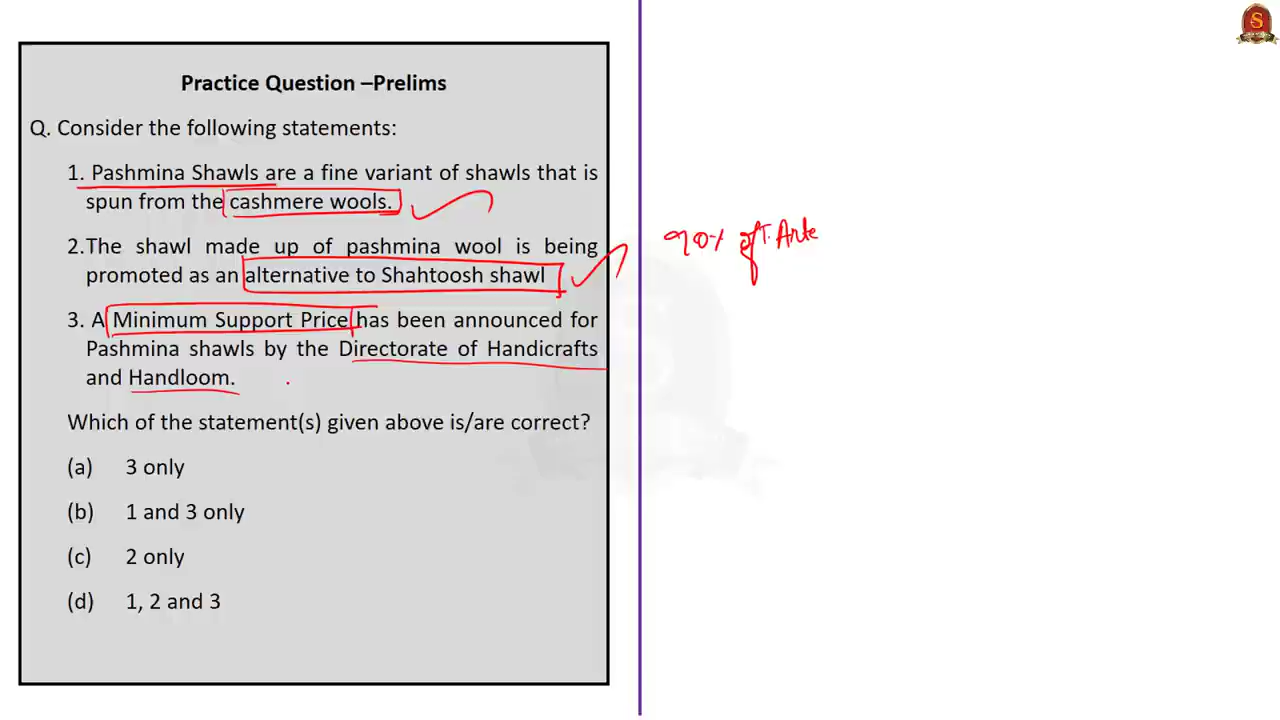 Practice Question –Prelims
Q. Consider the following statements:
1. Pashmina Shawls are a fine variant of shawls that is
spun from the cashmere wools.
2.The shawl made up of pashmina wool is being
promoted as an alternative to Shahtoosh shawl
3. A Minimum Support Price has been announced for
Pashmina shawls by the Directorate of Handicrafts
and Handloom.
Which of the statement(s) given above is/are correct?
(a) 3 only
(b) 1 and 3 only
(c) 2 only
(d) 1, 2 and 3
90% of
S